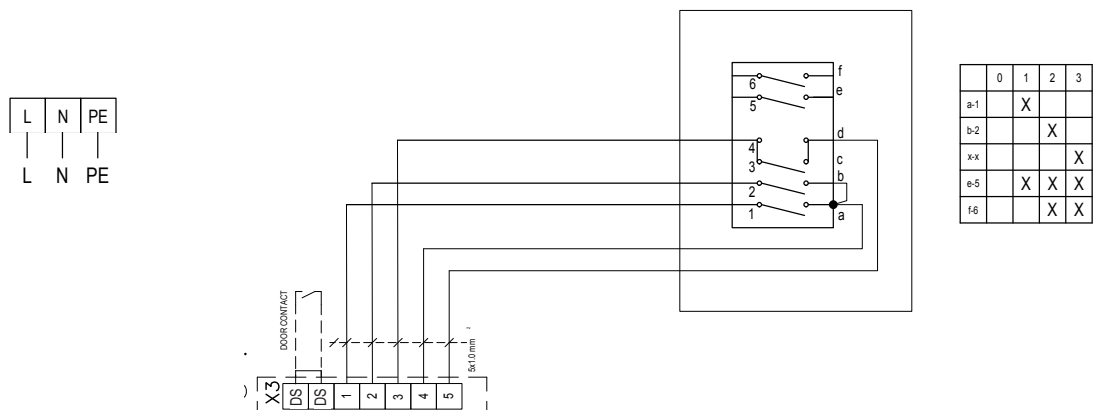 L N PE
L N PE
6 f
5 e
4 d
3 c
2 b
1 a
0 1 2 3
a-1 X
b-2 X
x-x X
e-5 X X X
f-6 X X
DOOR CONTACT
5x1.0 mm ²
)
X3 DS DS 1 2 3 4 5